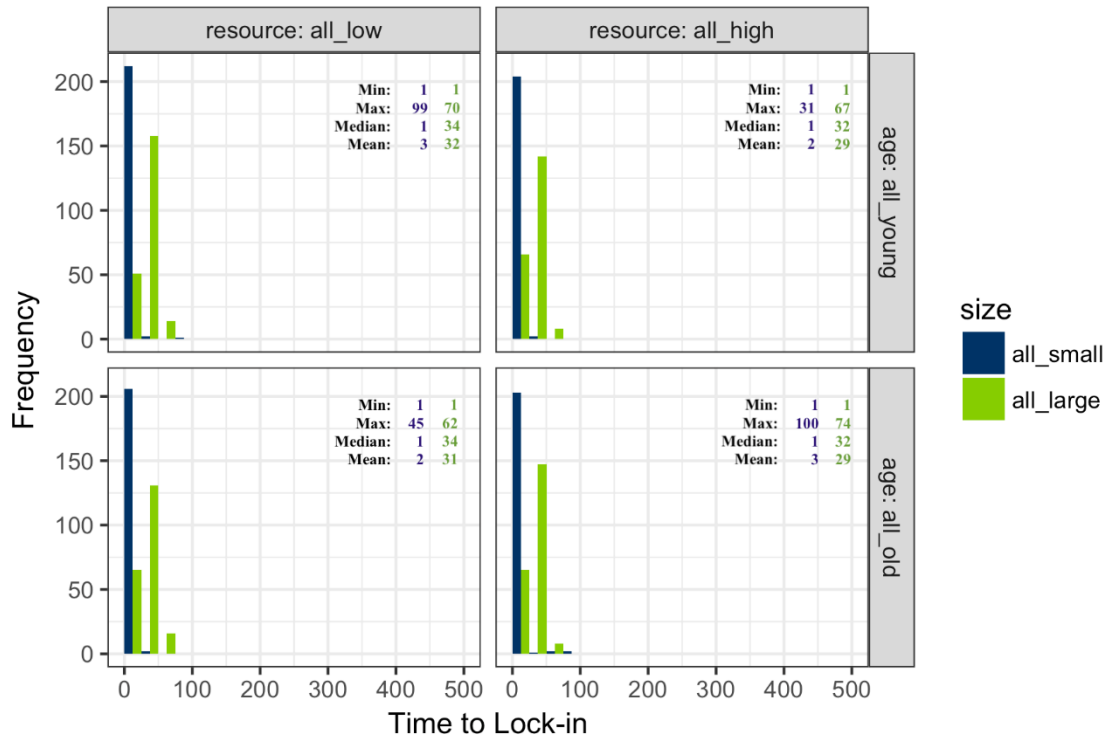 resource: all_low
resource: all_high
200
150
100
50
0
Min: 1 1
Max: 99 70
Median: 1 34
Mean: 3 32
Min: 1 1
Max: 31 67
Median: 1 32
Mean: 2 29
age: all_young
200
150
100
50
0
Min: 1 1
Max: 45 62
Median: 1 34
Mean: 2 31
Min: 1 1
Max: 100 74
Median: 1 32
Mean: 3 29
age: all_old
Frequency
0 100 200 300 400 500
0 100 200 300 400 500
Time to Lock-in
size
all_small
all_large